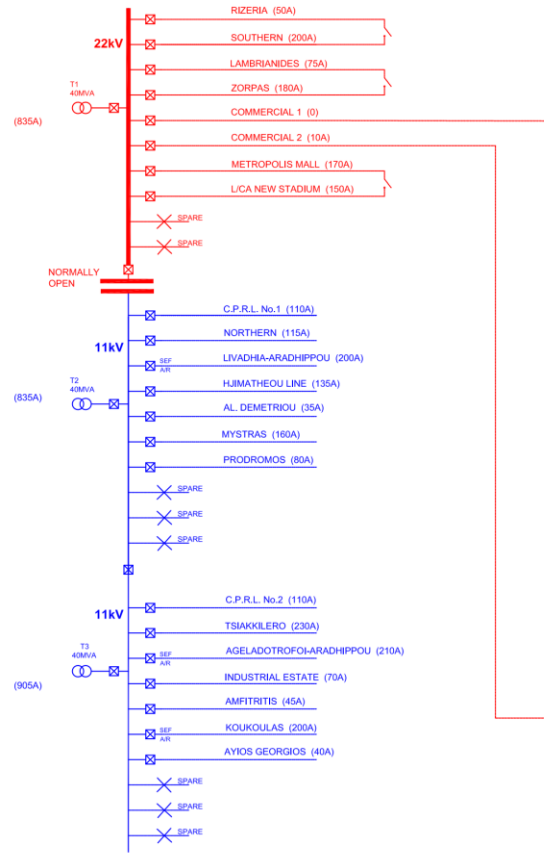 RIZERIA (50A)
22kV
SOUTHERN (200A)
LAMBRIANIDES (75A)
T1
40MVA
ZORPAS (180A)
(835A)
COMMERCIAL 1 (0)
COMMERCIAL 2 (10A)
METROPOLIS MALL (170A)
L/CA NEW STADIUM (150A)
SPARE
SPARE
NORMALLY
OPEN
C.P.R.L. No.1 (110A)
NORTHERN (115A)
11kV
SEF
A/R
LIVADHIA-ARADHIPPOU (200A)
T2
40MVA
HJIMATHEOU LINE (135A)
(835A)
AL. DEMETRIOU (35A)
MYSTRAS (160A)
PRODROMOS (80A)
SPARE
SPARE
SPARE
C.P.R.L. No.2 (110A)
11kV
TSIAKKILERO (230A)
T3
40MVA
SEF
A/R
AGELADOTROFOI-ARADHIPPOU (210A)
INDUSTRIAL ESTATE (70A)
(905A)
AMFITRITIS (45A)
SEF
A/R
KOUKOULAS (200A)
AYIOS GEORGIOS (40A)
SPARE
SPARE
SPARE